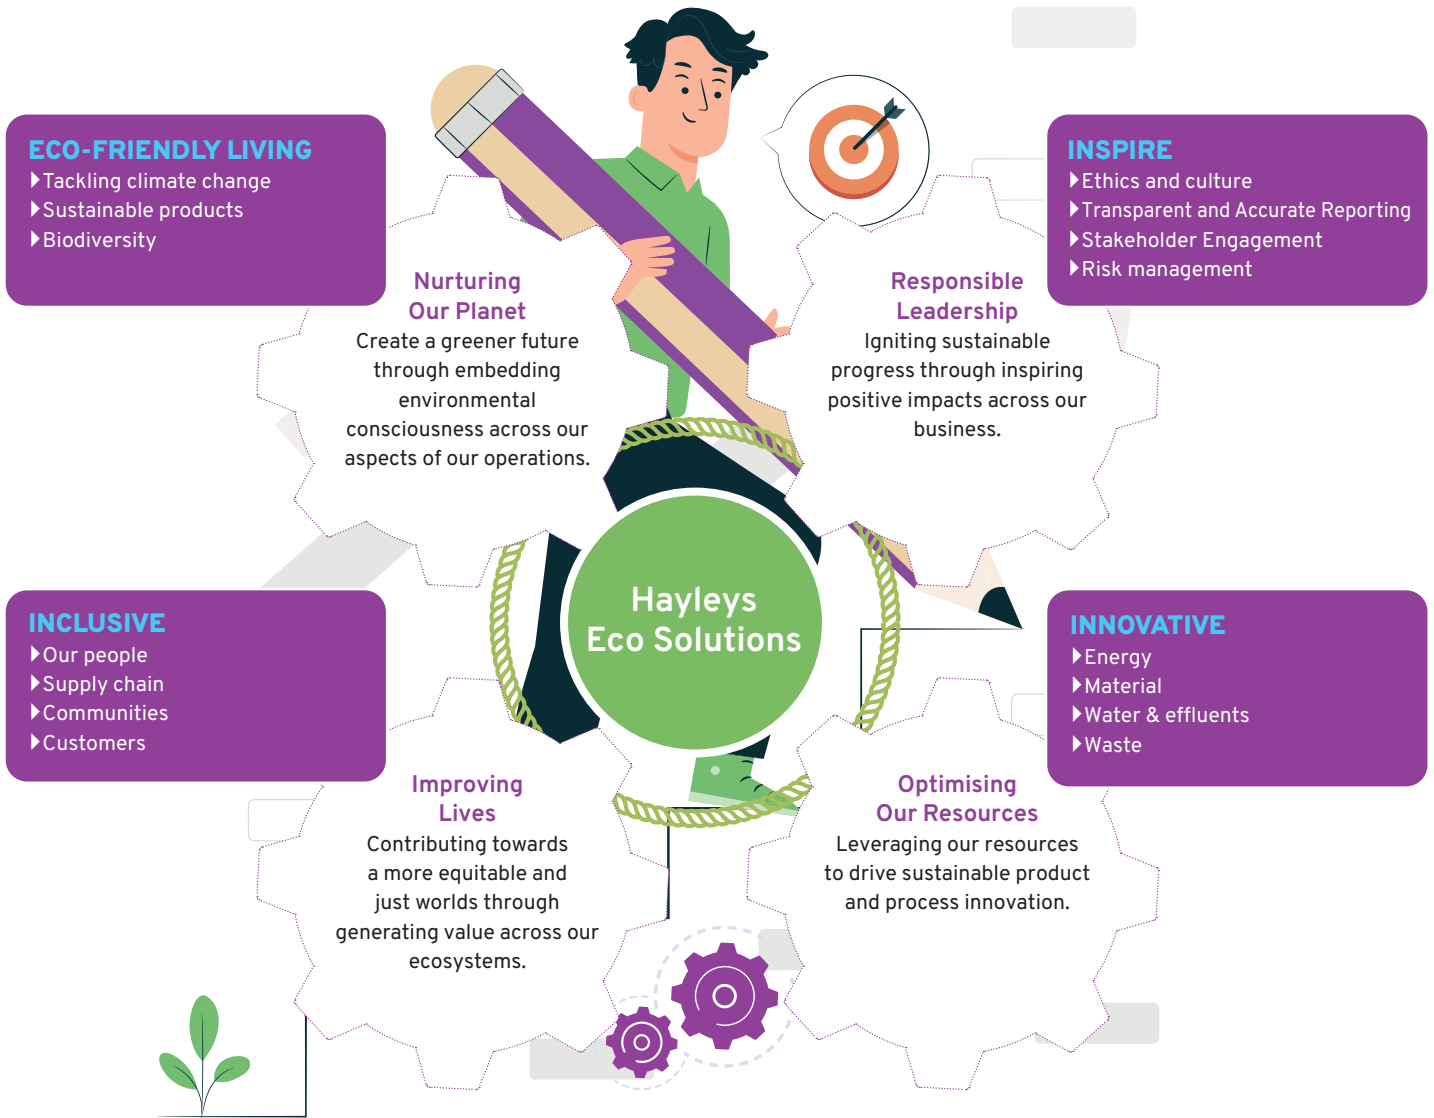 ECO-FRIENDLY LIVING
Tackling climate change
Sustainable products
Biodiversity
Nurturing
Our Planet
Create a greener future
through embedding
environmental
consciousness across our
aspects of our operations.
INSPIRE
Ethics and culture
Transparent and Accurate Reporting
Stakeholder Engagement
Risk management
Responsible
Leadership
Igniting sustainable
progress through inspiring
positive impacts across our
business.
Hayleys
Eco Solutions
INCLUSIVE
Our people
Supply chain
Communities
Customers
Improving
Lives
Contributing towards
a more equitable and
just worlds through
generating value across our
ecosystems.
INNOVATIVE
Energy
Material
Water & effluents
Waste
Optimising
Our Resources
Leveraging our resources
to drive sustainable product
and process innovation.